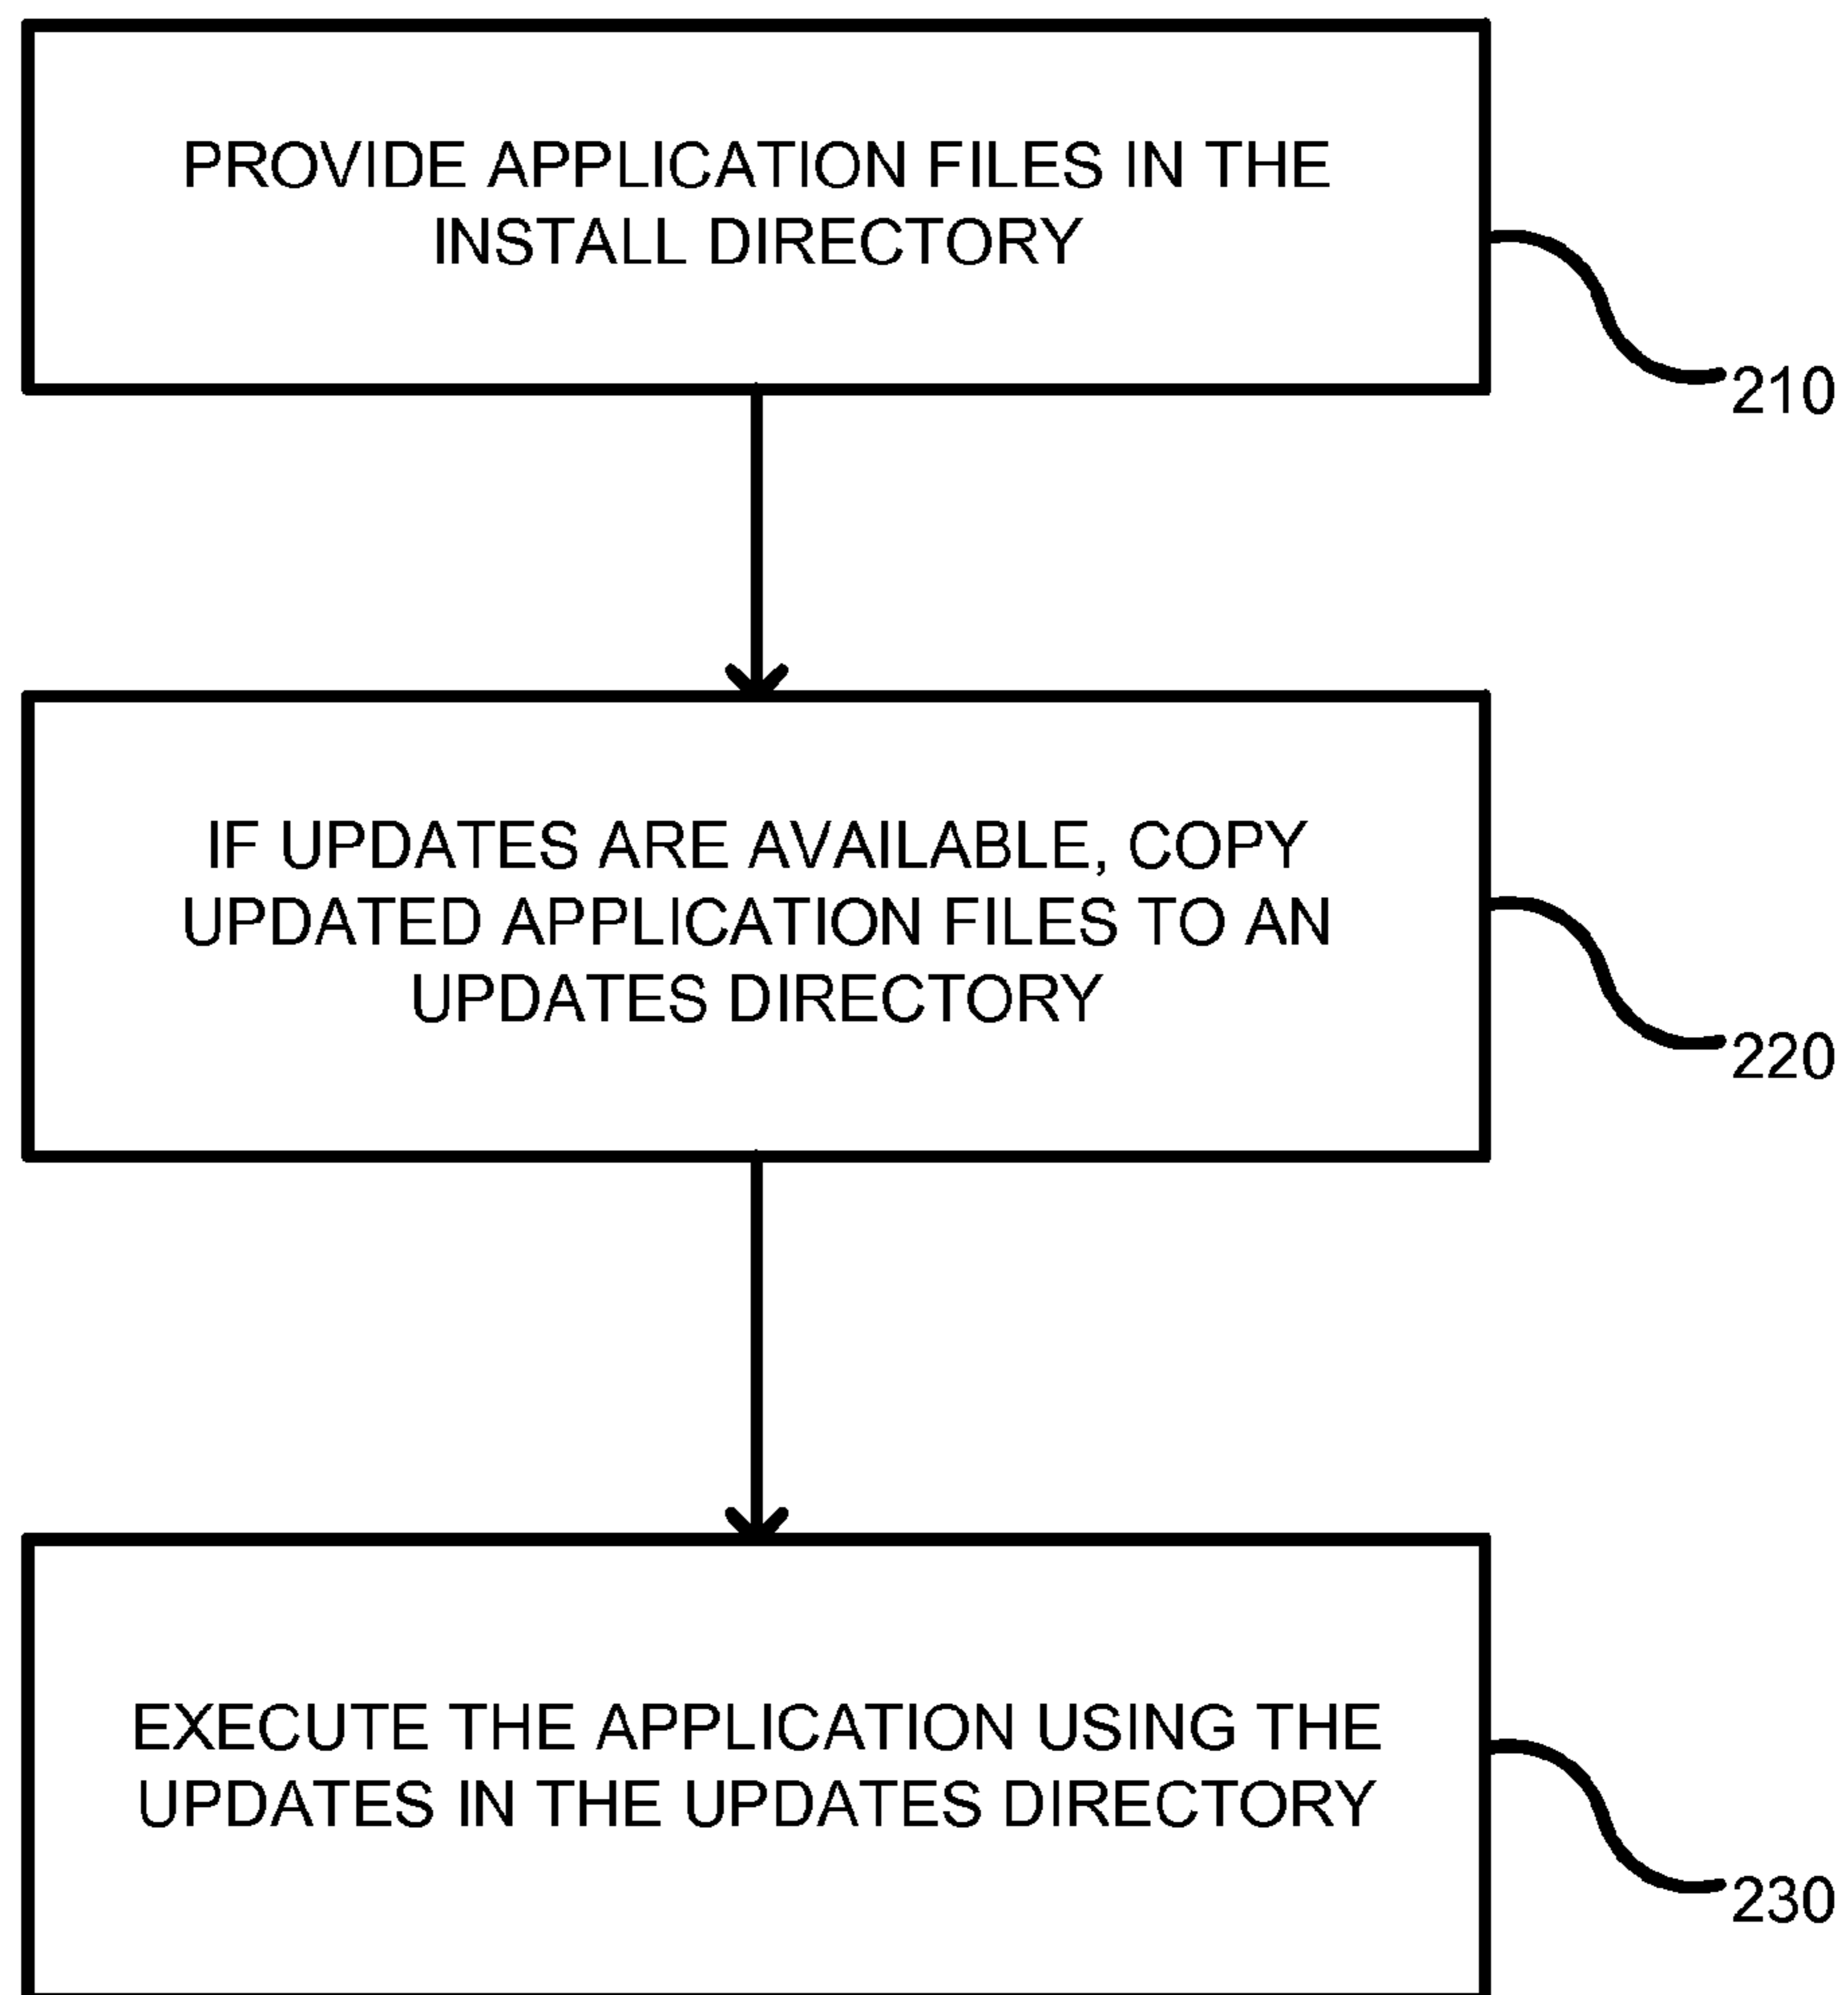 PROVIDE APPLICATION FILES IN THE
INSTALL DIRECTORY
210
IF UPDATES ARE AVAILABLE, COPY
UPDATED APPLICATION FILES TO AN
UPDATES DIRECTORY
220
EXECUTE THE APPLICATION USING THE
UPDATES IN THE UPDATES DIRECTORY
230